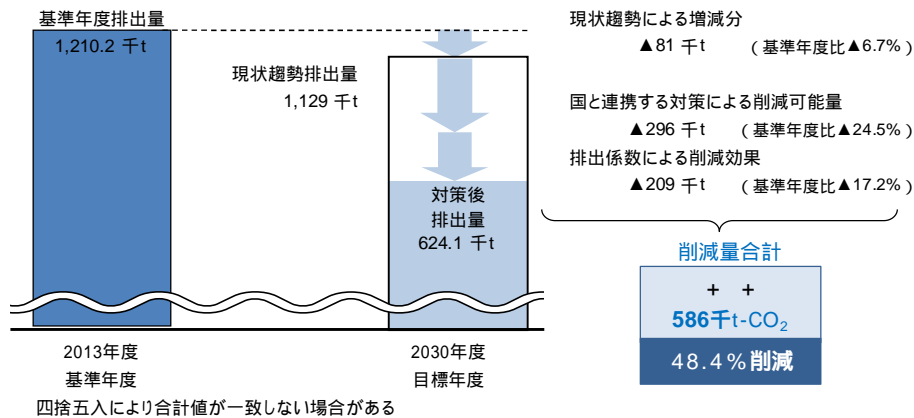 基準年度排出量
1,210.2 千t
現状趨勢排出量
1,129 千t
対策後
排出量
624.1 千t
2013年度
基準年度
2030年度
目標年度
四捨五入により合計値が一致しない場合がある
現状趨勢による増減分
▲81 千t （基準年度比▲6.7%）
国と連携する対策による削減可能量
▲296 千t （基準年度比▲24.5%）
排出係数による削減効果
▲209 千t （基準年度比▲17.2%）
削減量合計
+ +
586千t-CO₂
48.4%削減